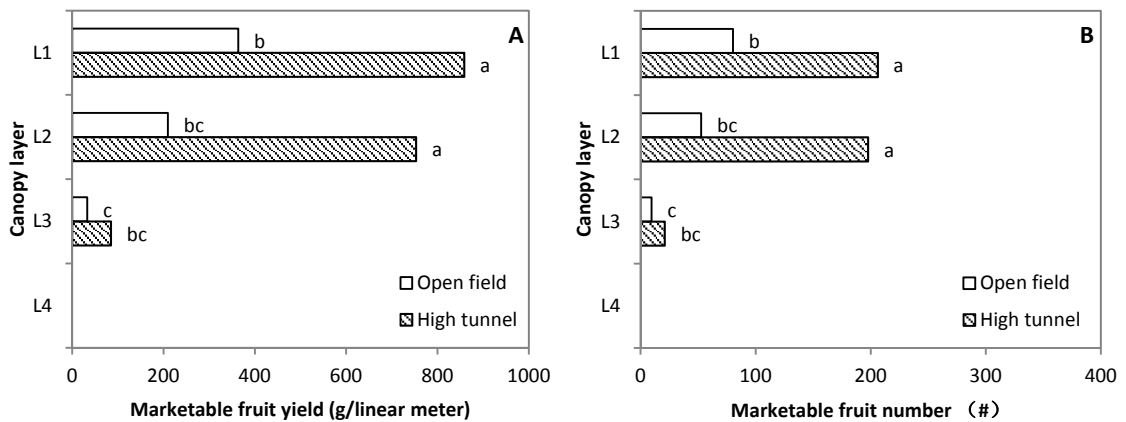 A
L1
b
a
L2
bc
a
L3
c
bc
L4
Canopy layer
Open field
High tunnel
0 200 400 600 800 1000
Marketable fruit yield (g/linear meter)
B
L1
b
a
L2
bc
a
L3
c
bc
L4
Canopy layer
Open field
High tunnel
0 100 200 300 400
Marketable fruit number (#)